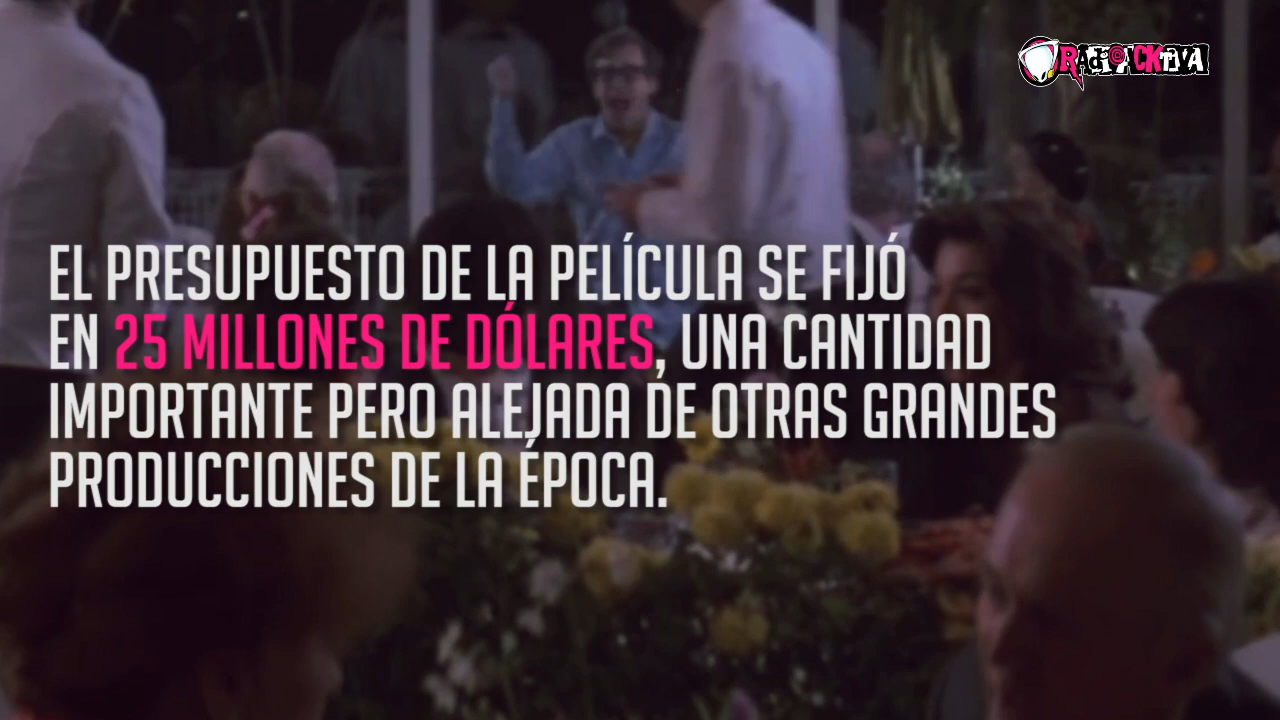 RADIOACKTIVA
EL PRESUPUESTO DE LA PELÍCULA SE FIJÓ
EN 25 MILLONES DE DÓLARES, UNA CANTIDAD
IMPORTANTE PERO ALEJADA DE OTRAS GRANDES
PRODUCCIONES DE LA ÉPOCA.